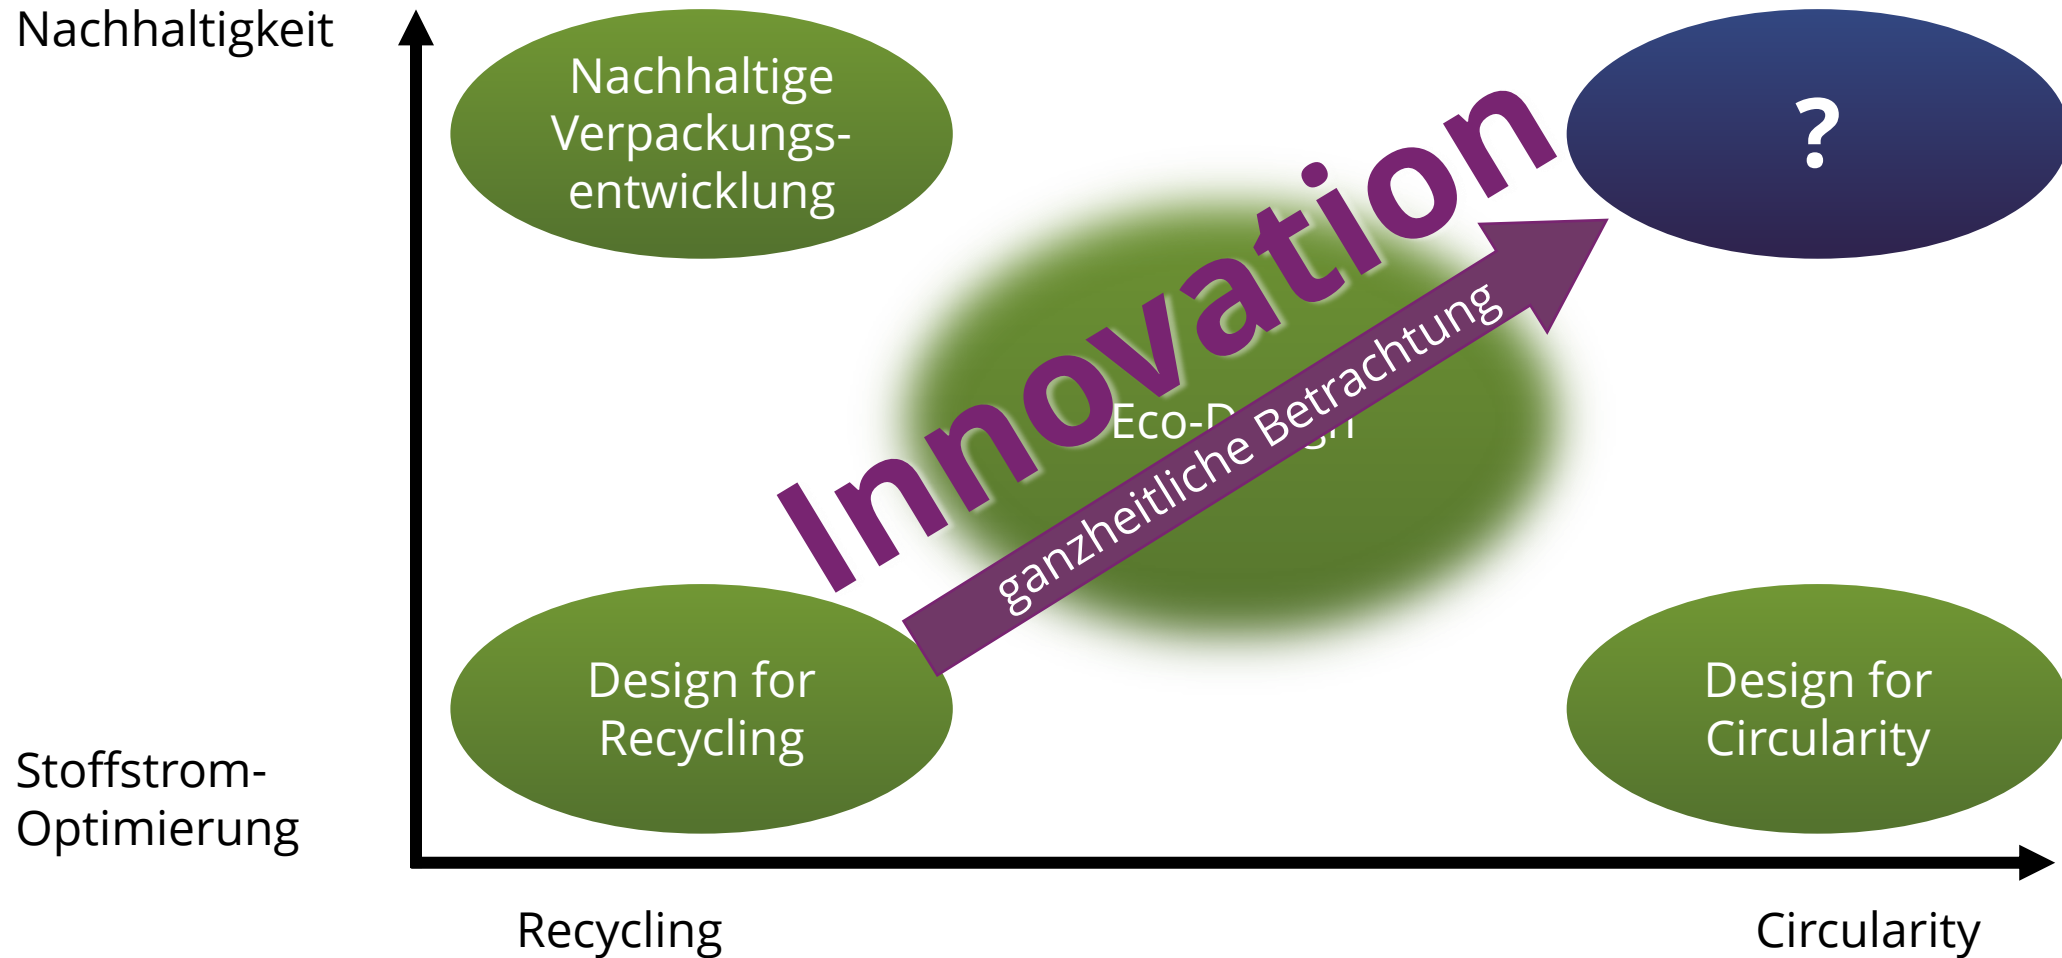 Nachhaltigkeit
Nachhaltige
Verpackungs-
entwicklung
?
Innovation
ganzheitliche Betrachtung
Design for
Recycling
Design for
Circularity
Stoffstrom-
Optimierung
Recycling
Circularity